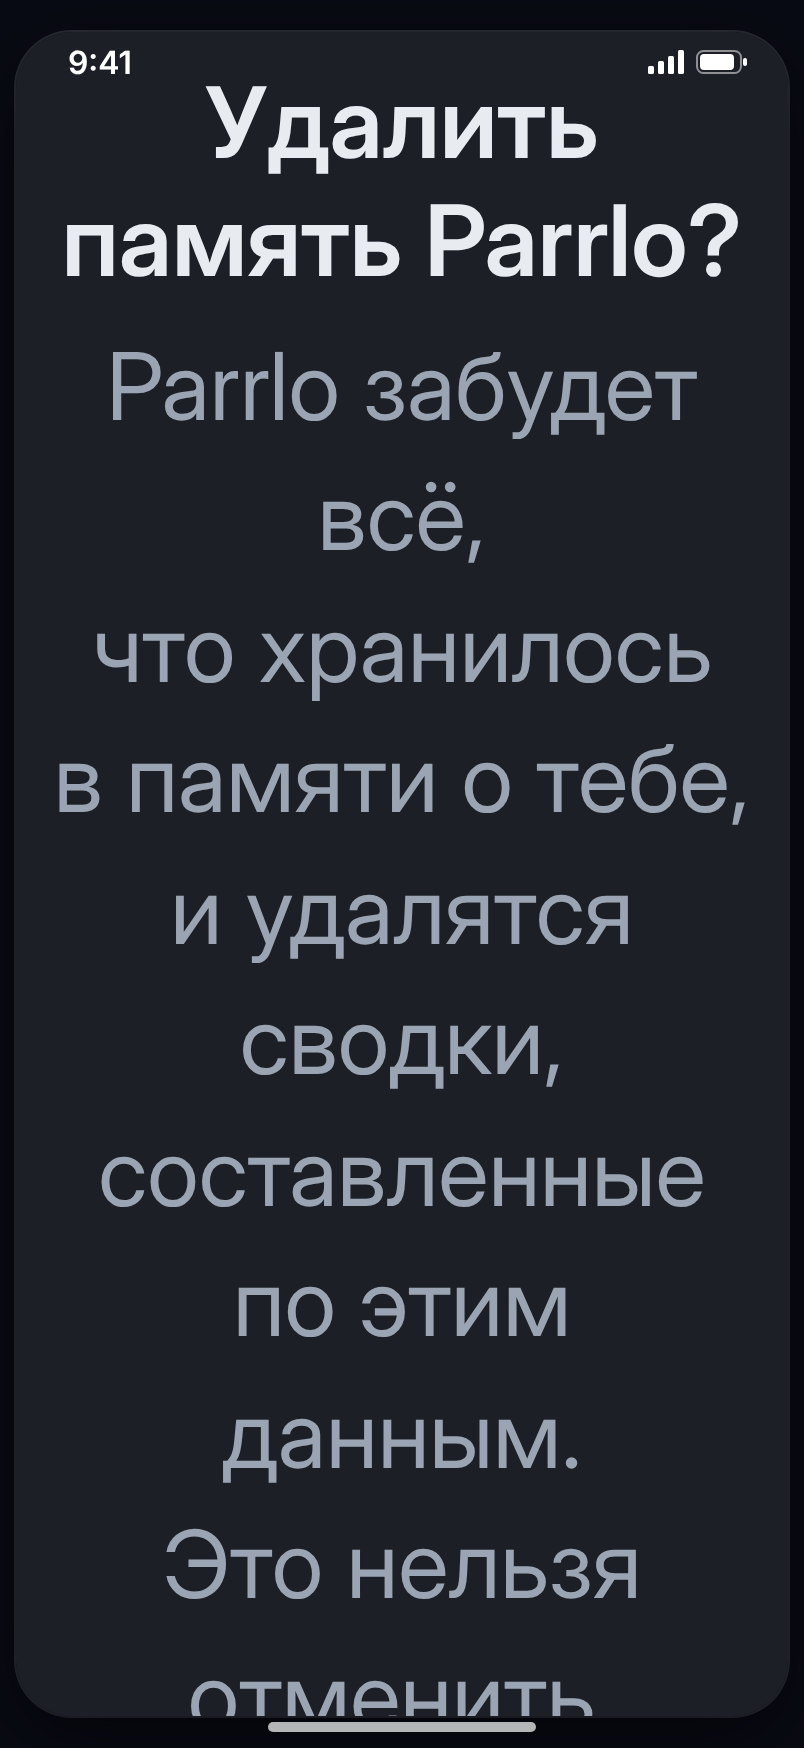 9:41
Удалить
память Parrlo?
Parrlo забудет
всё,
что хранилось
в памяти о тебе,
и удалятся
сводки,
составленные
по этим
данным.
Это нельзя
отменить